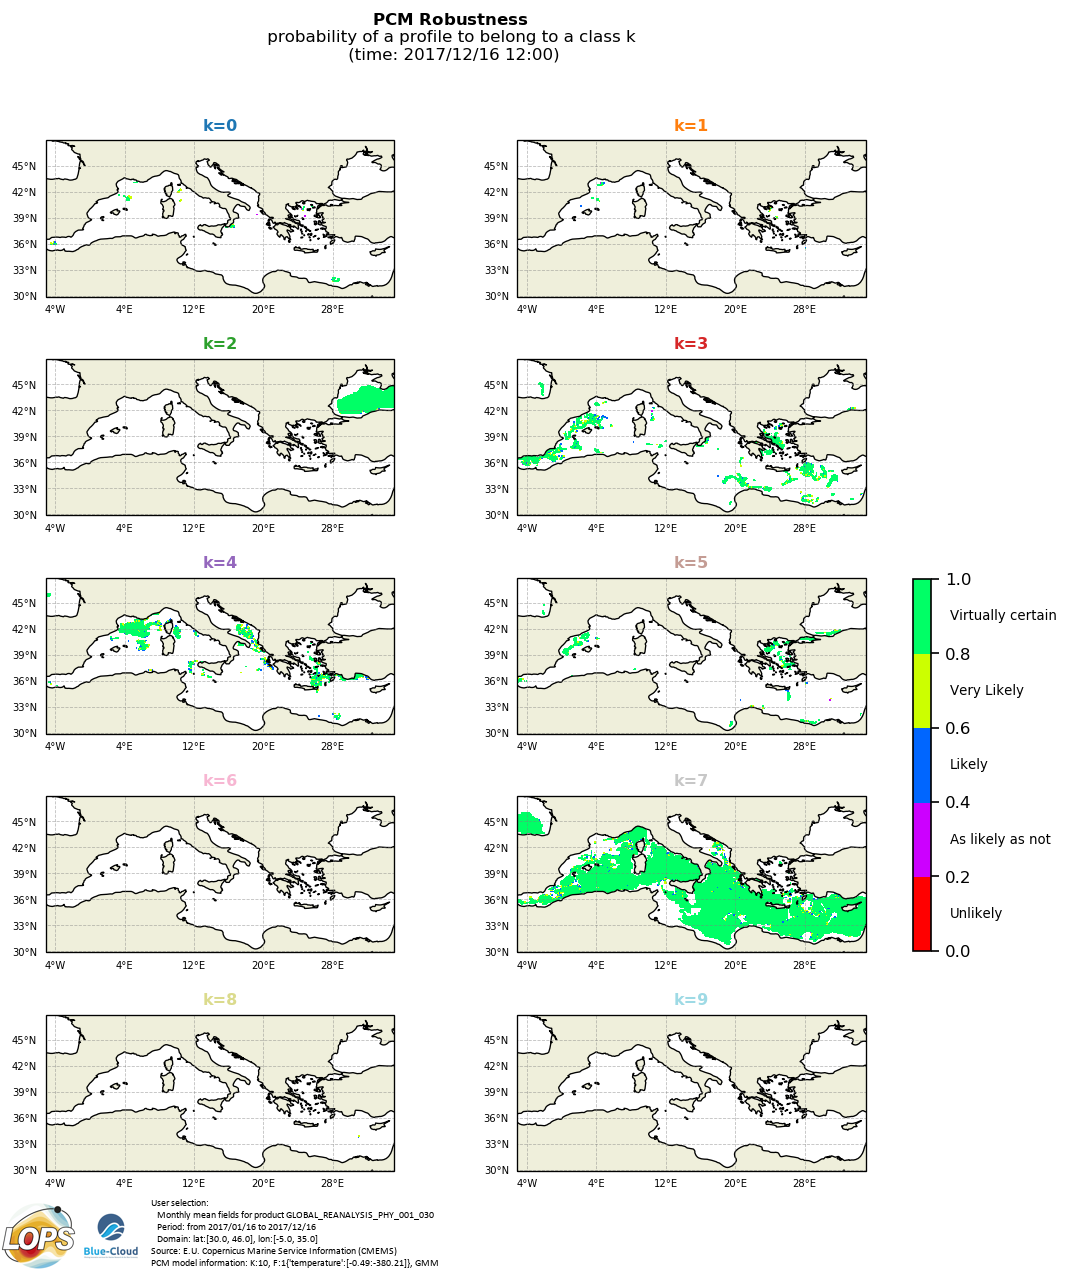 PCM Robustness
probability of a profile to belong to a class k
(time: 2017/12/16 12:00)
k=0
45°N
42°N
39°N
36°N
33°N
30°N
4°W 4°E 12°E 20°E 28°E
k=1
45°N
42°N
39°N
36°N
33°N
30°N
4°W 4°E 12°E 20°E 28°E
k=2
45°N
42°N
39°N
36°N
33°N
30°N
4°W 4°E 12°E 20°E 28°E
k=3
45°N
42°N
39°N
36°N
33°N
30°N
4°W 4°E 12°E 20°E 28°E
k=4
45°N
42°N
39°N
36°N
33°N
30°N
4°W 4°E 12°E 20°E 28°E
k=5
45°N
42°N
39°N
36°N
33°N
30°N
4°W 4°E 12°E 20°E 28°E
k=6
45°N
42°N
39°N
36°N
33°N
30°N
4°W 4°E 12°E 20°E 28°E
k=7
45°N
42°N
39°N
36°N
33°N
30°N
4°W 4°E 12°E 20°E 28°E
k=8
45°N
42°N
39°N
36°N
33°N
30°N
4°W 4°E 12°E 20°E 28°E
k=9
45°N
42°N
39°N
36°N
33°N
30°N
4°W 4°E 12°E 20°E 28°E
1.0
Virtually certain
0.8
Very Likely
0.6
Likely
0.4
As likely as not
0.2
Unlikely
0.0
LOPS
Blue-Cloud
User selection:
Monthly mean fields for product GLOBAL_REANALYSIS_PHY_001_030
Period: from 2017/01/16 to 2017/12/16
Domain: lat:[30.0, 46.0], lon:[-5.0, 35.0]
Source: E.U. Copernicus Marine Service Information (CMEMS)
PCM model information: K:10, F:1{'temperature':[-0.49:-380.21]}, GMM